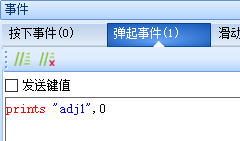 事件
按下事件(0) 弹起事件(1) 滑动
发送键值
prints "adj1",0